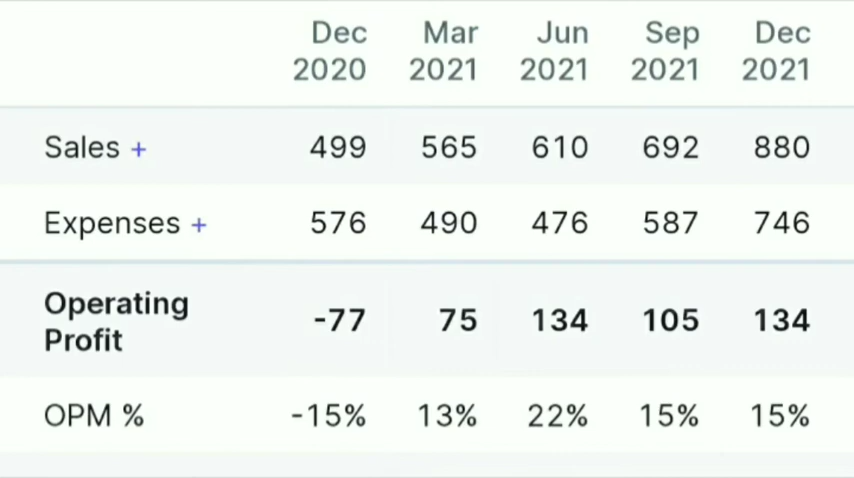 Dec Mar Jun Sep Dec
2020 2021 2021 2021 2021
Sales + 499 565 610 692 880
Expenses + 576 490 476 587 746
Operating
Profit -77 75 134 105 134
OPM % -15% 13% 22% 15% 15%